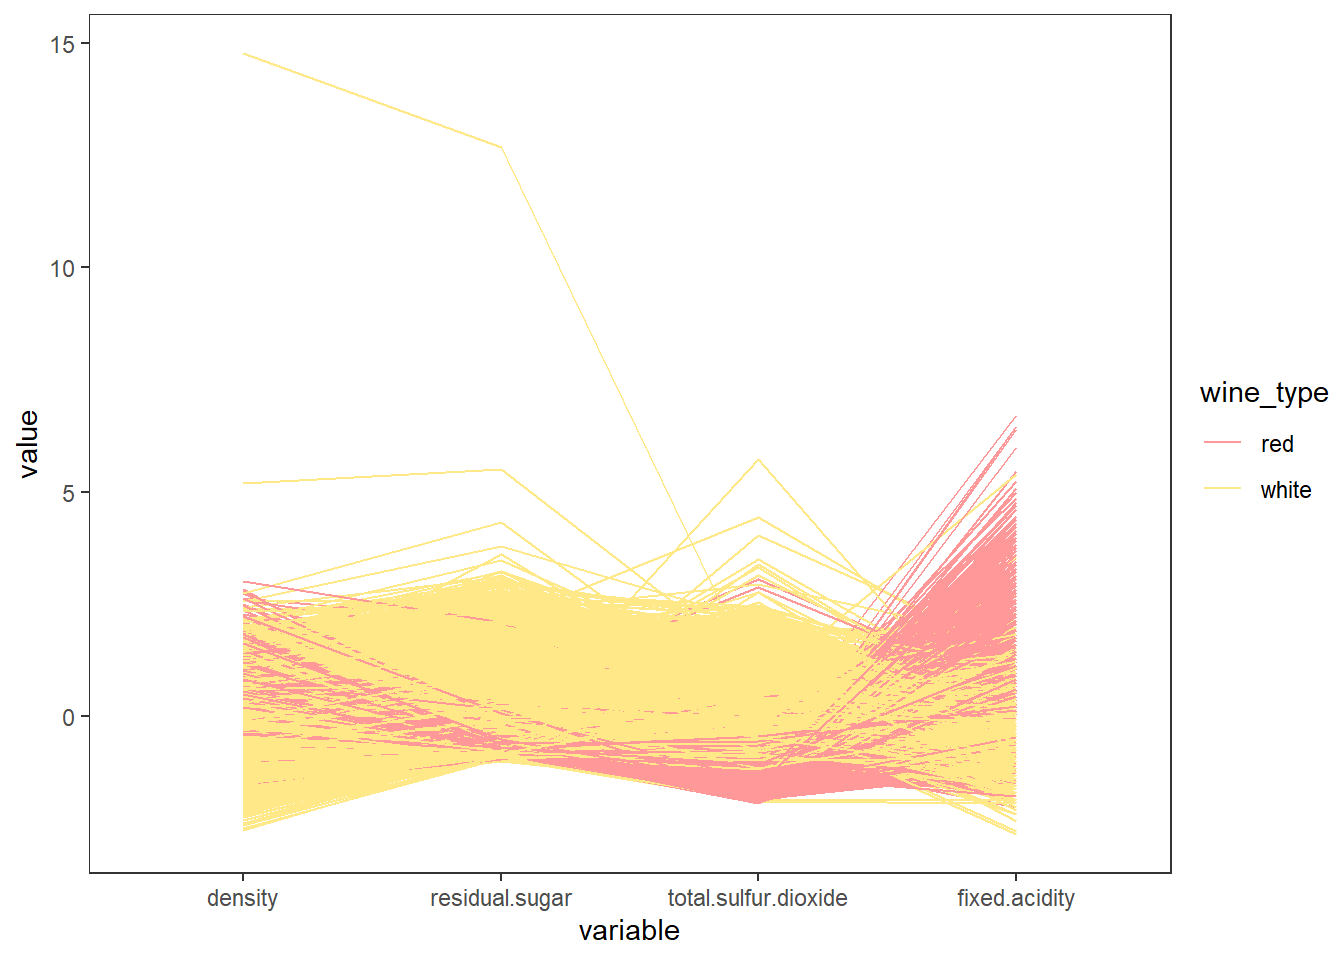 15
10
5
0
value
density
residual.sugar
total.sulfur.dioxide
fixed.acidity
variable
wine_type
red
white